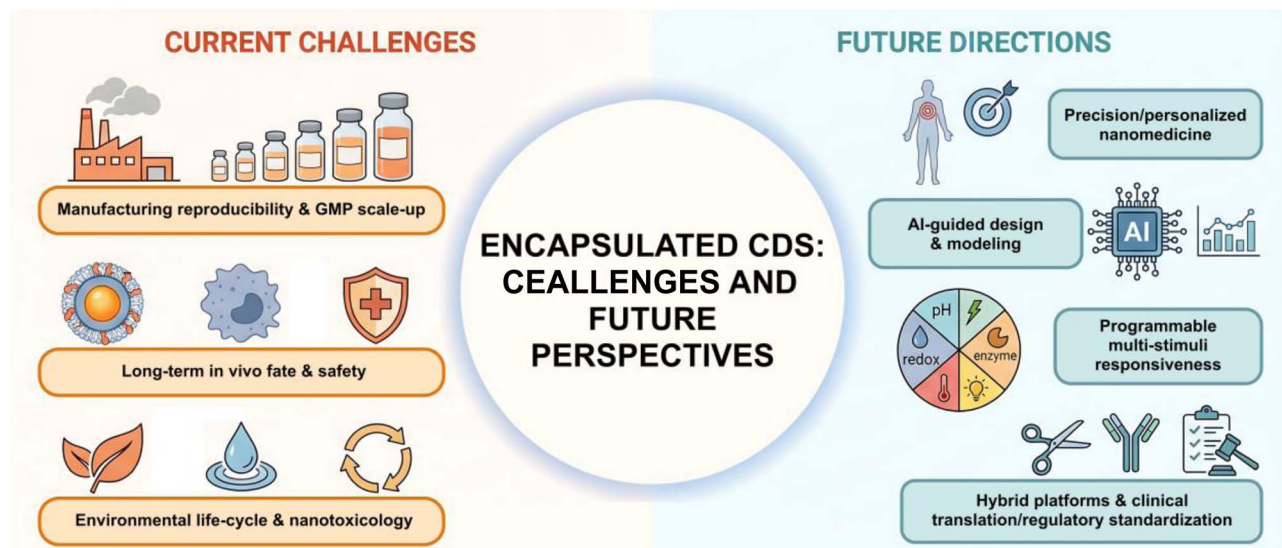 CURRENT CHALLENGES
Manufacturing reproducibility & GMP scale-up
Long-term in vivo fate & safety
Environmental life-cycle & nanotoxicology
ENCAPSULATED CDS:
CEALLENGES AND
FUTURE
PERSPECTIVES
FUTURE DIRECTIONS
Precision/personalized
nanomedicine
AI-guided design
& modeling
AI
pH
redox
enzyme
Programmable
multi-stimuli
responsiveness
Hybrid platforms & clinical
translation/regulatory standardization